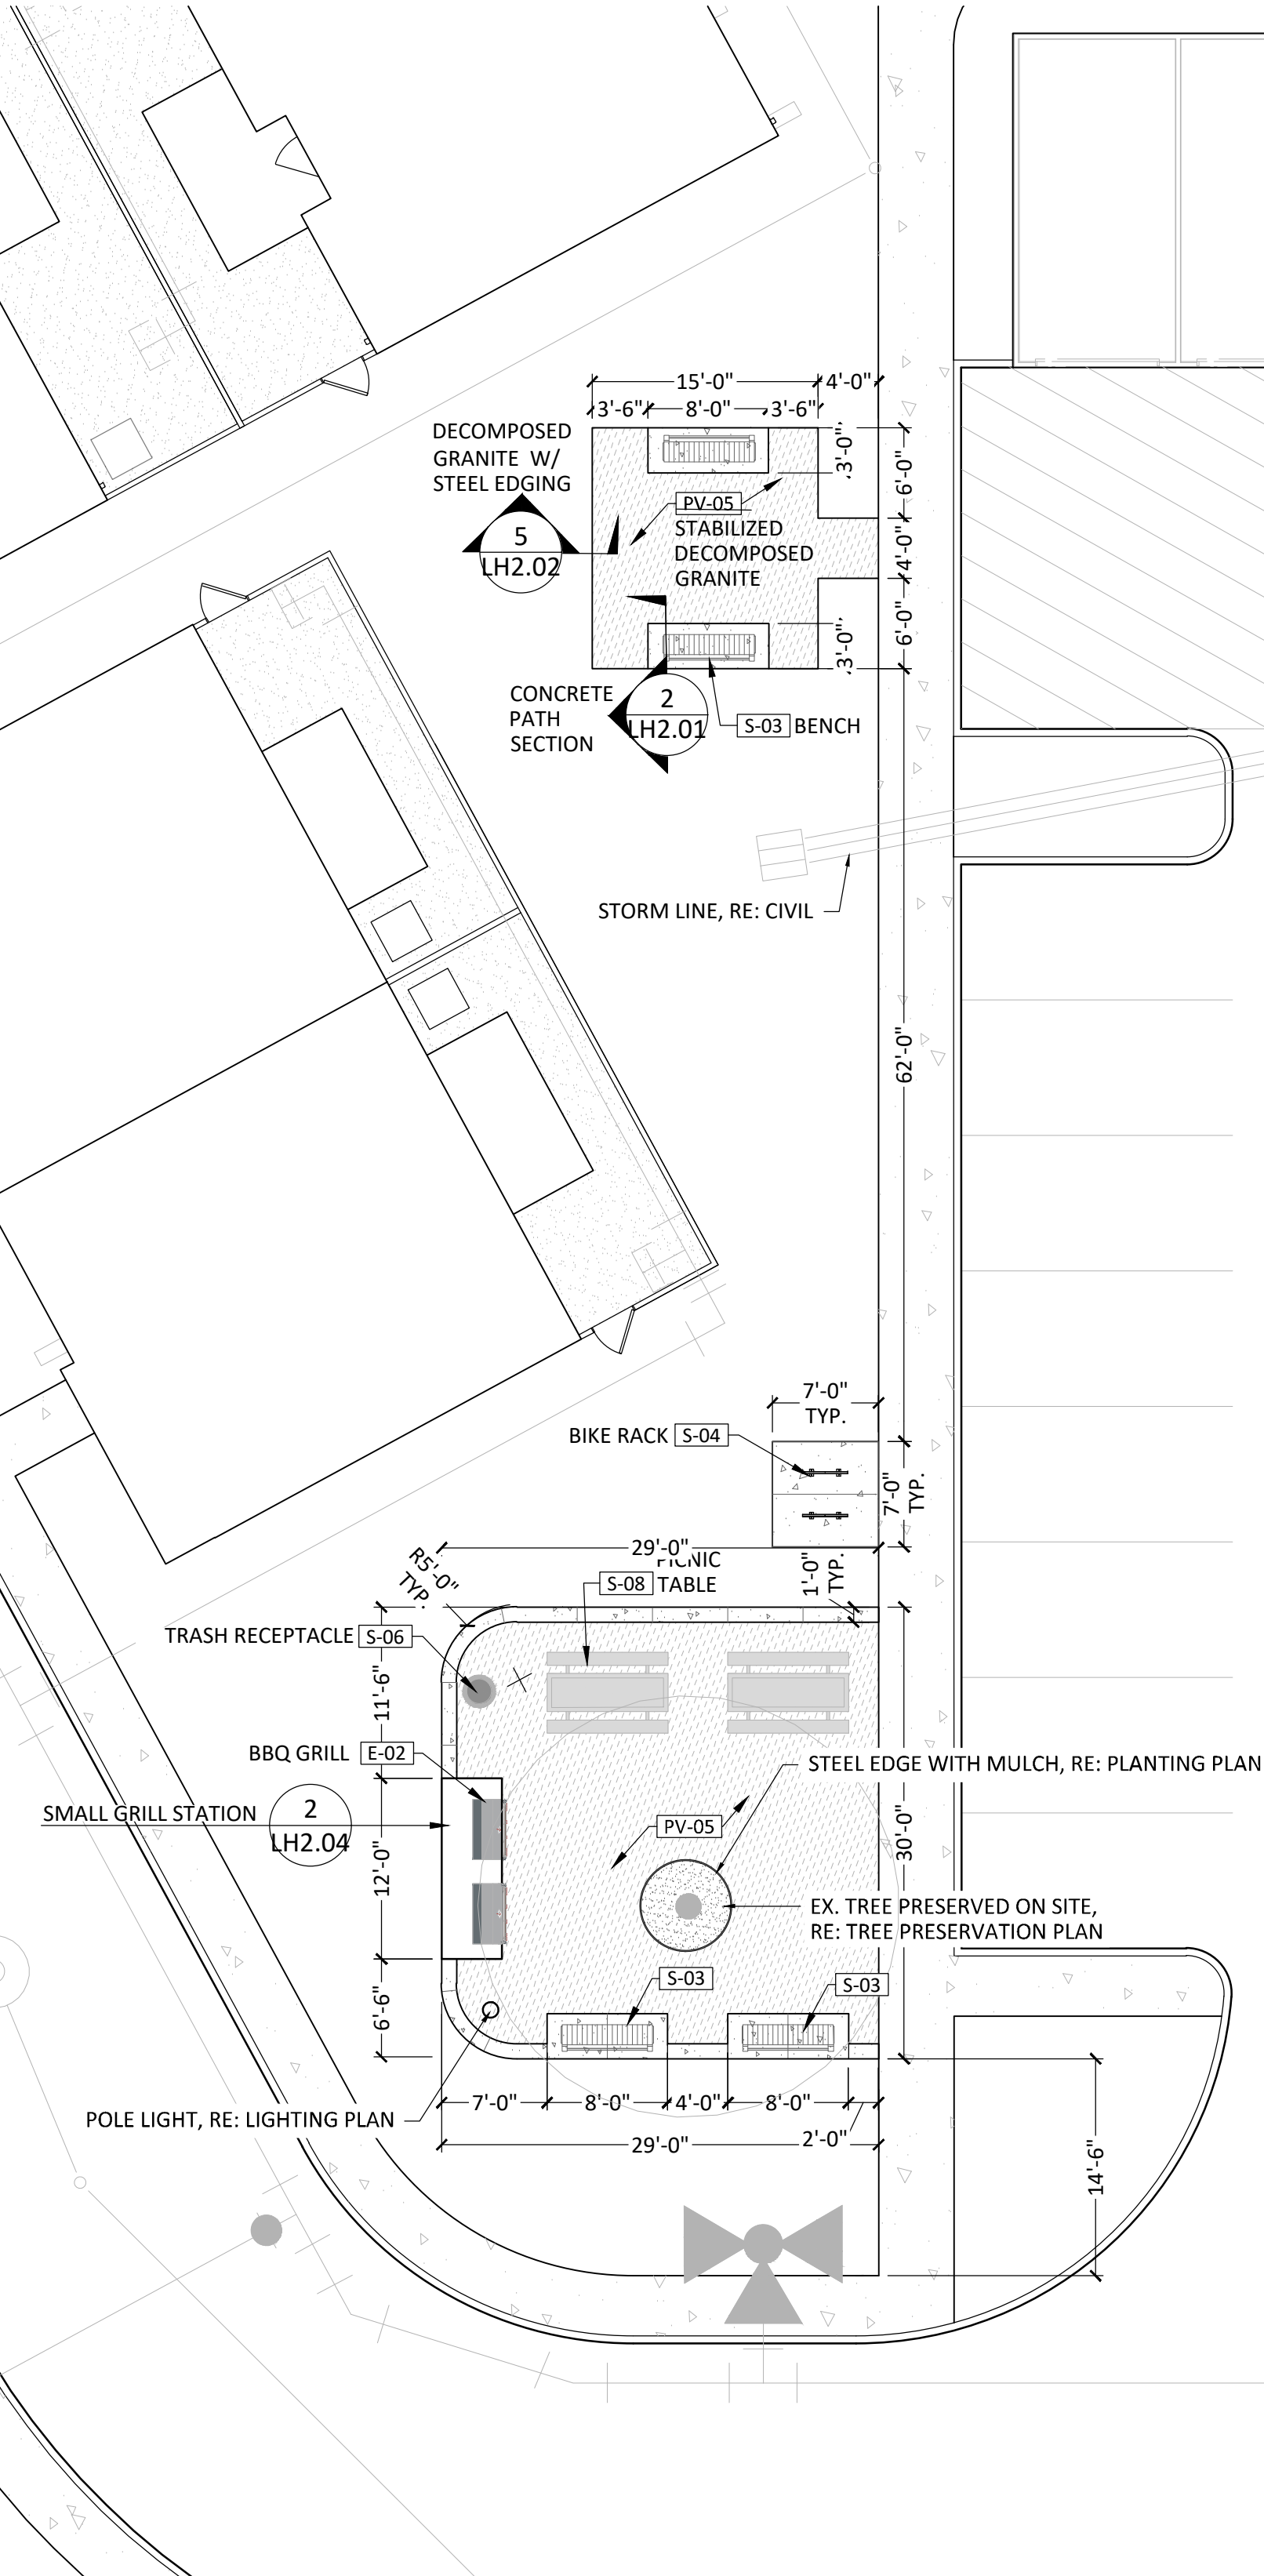 15'-0"
4'-0"
3'-6"
8'-0"
3'-6"
DECOMPOSED
GRANITE W/
STEEL EDGING
3'-0"
6'-0"
PV-05
5
LH2.02
STABILIZED
DECOMPOSED
GRANITE
4'-0"
3'-0"
6'-0"
CONCRETE
PATH
SECTION
2
LH2.01
S-03 BENCH
STORM LINE, RE: CIVIL
62'-0"
7'-0"
TYP.
BIKE RACK S-04
7'-0"
TYP.
29'-0"
R5'-0"
TYP.
PICNIC
S-08 TABLE
1'-0"
TYP.
TRASH RECEPTACLE S-06
11'-6"
BBQ GRILL E-02
STEEL EDGE WITH MULCH, RE: PLANTING PLAN
SMALL GRILL STATION
2
LH2.04
PV-05
30'-0"
12'-0"
EX. TREE PRESERVED ON SITE,
RE: TREE PRESERVATION PLAN
S-03
S-03
6'-6"
7'-0"
8'-0"
4'-0"
8'-0"
POLE LIGHT, RE: LIGHTING PLAN
29'-0"
2'-0"
14'-6"